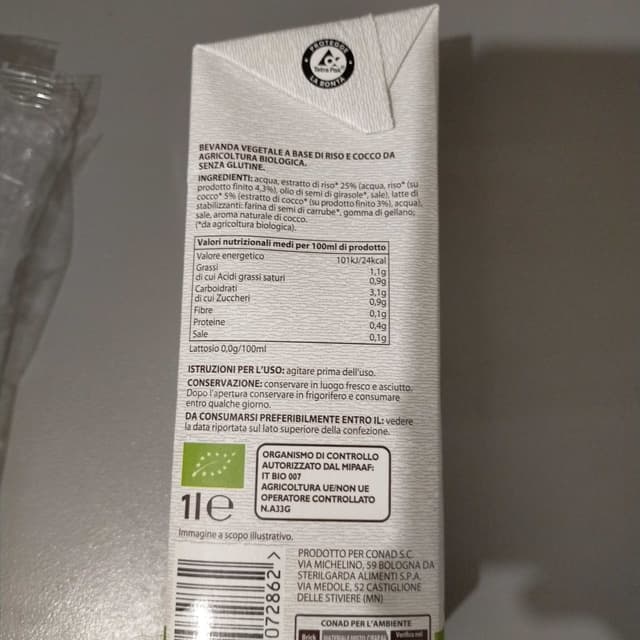 PROTEGGE
Tetra Pak
LA BONTÀ
BEVANDA VEGETALE A BASE DI RISO E COCCO DA
AGRICOLTURA BIOLOGICA.
SENZA GLUTINE.
INGREDIENTI: acqua, estratto di riso* 25% (acqua, riso* (su
prodotto finito 4,3%), olio di semi di girasole*, sale), latte di
cocco* 5% (estratto di cocco* (su prodotto finito 3%), acqua),
stabilizzanti: farina di semi di carrube*, gomma di gellano;
sale, aroma naturale di cocco.
(*da agricoltura biologica).
Valori nutrizionali medi per 100ml di prodotto
Valore energetico 101kJ/24kcal
Grassi 1,1g
di cui Acidi grassi saturi 0,9g
Carboidrati 3,1g
di cui Zuccheri 0,9g
Fibre 0,1g
Proteine 0,4g
Sale 0,1g
Lattosio 0,0g/100ml
ISTRUZIONI PER L'USO: agitare prima dell'uso.
CONSERVAZIONE: conservare in luogo fresco e asciutto.
Dopo l'apertura conservare in frigorifero e consumare
entro qualche giorno.
DA CONSUMARSI PREFERIBILMENTE ENTRO IL: vedere
la data riportata sul lato superiore della confezione.
ORGANISMO DI CONTROLLO
AUTORIZZATO DAL MIPAAF:
IT BIO 007
AGRICOLTURA UE/NON UE
OPERATORE CONTROLLATO
N.A33G
1l e
Immagine a scopo illustrativo.
072862
PRODOTTO PER CONAD S.C.
VIA MICHELINO, 59 BOLOGNA DA
STERILGARDA ALIMENTI S.P.A.
VIA MEDOLE, 52 CASTIGLIONE
DELLE STIVIERE (MN)
CONAD PER L'AMBIENTE
Brick
Verifica nel